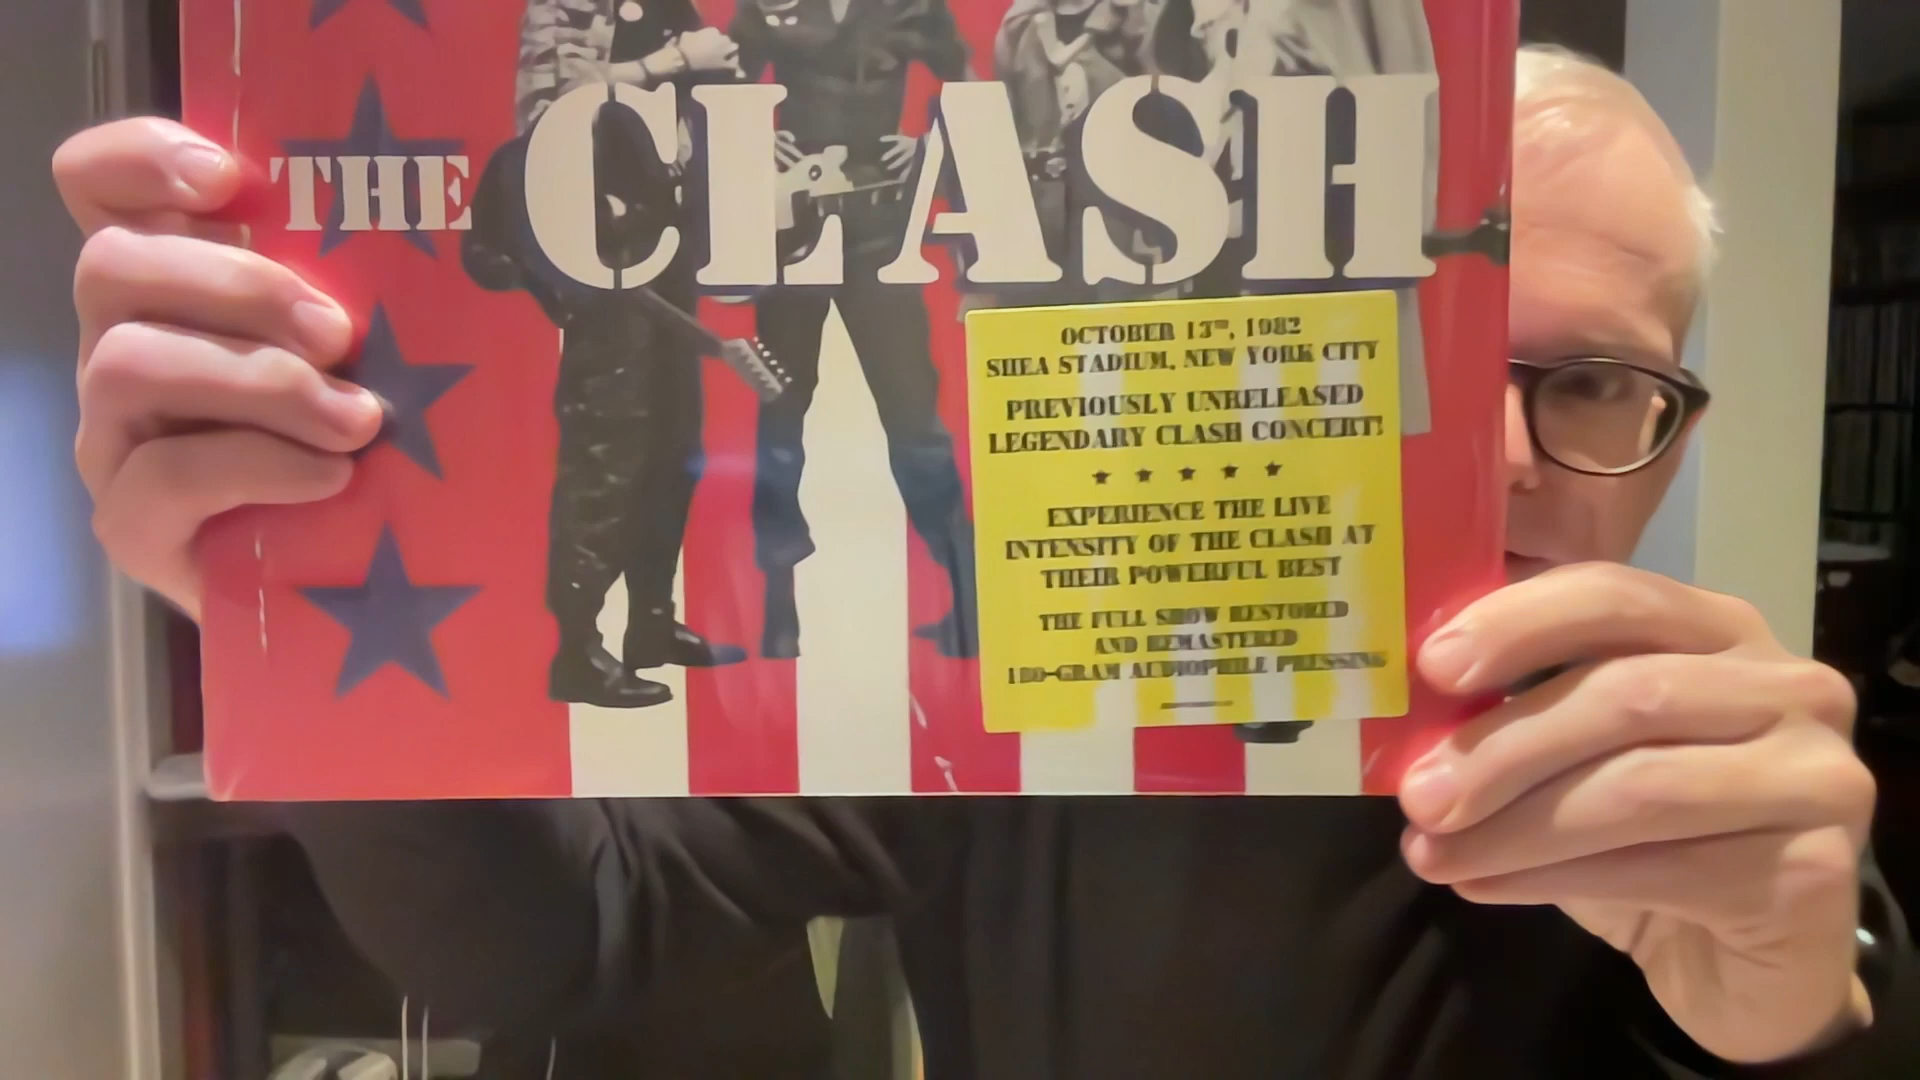 THE CLASH
OCTOBER 13TH, 1982
SHEA STADIUM, NEW YORK CITY
PREVIOUSLY UNRELEASED
LEGENDARY CLASH CONCERT!
EXPERIENCE THE LIVE
INTENSITY OF THE CLASH AT
THEIR POWERFUL BEST
THE FULL SHOW RESTORED
AND REMASTERED
180-GRAM AUDIOPHILE PRESSING